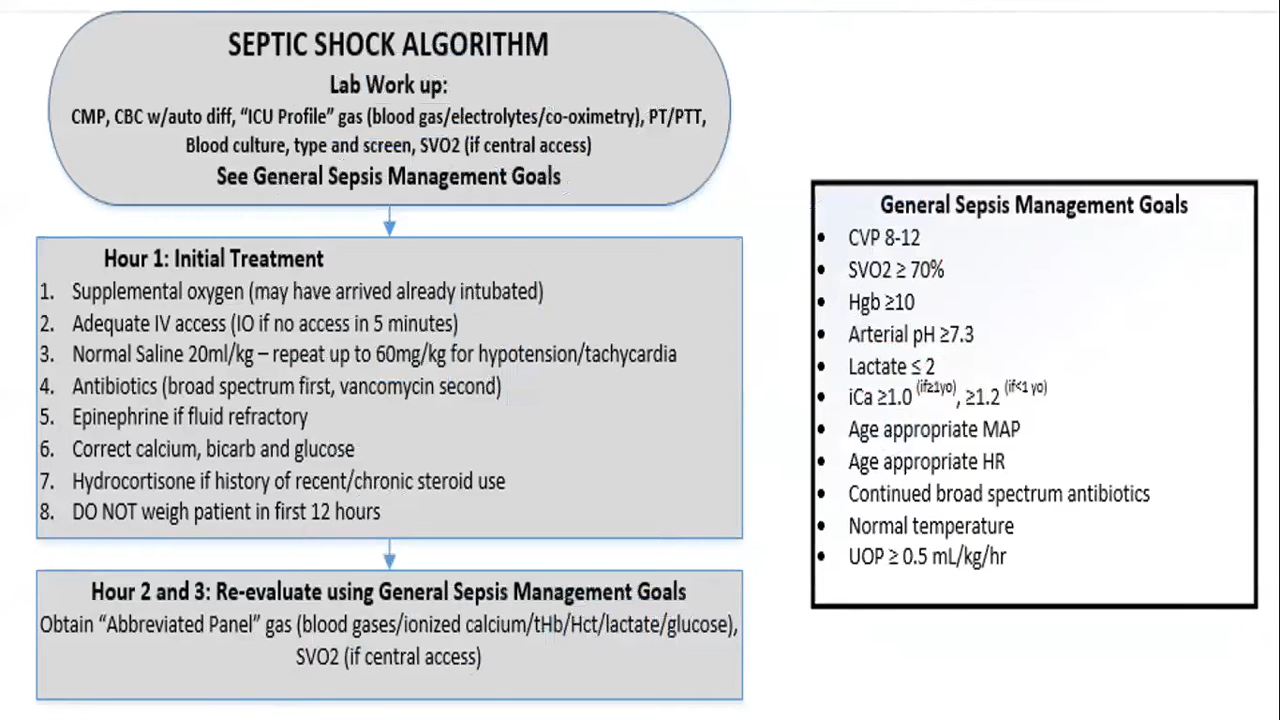 SEPTIC SHOCK ALGORITHM
Lab Work up:
CMP, CBC w/auto diff, “ICU Profile” gas (blood gas/electrolytes/co-oximetry), PT/PTT,
Blood culture, type and screen, SVO2 (if central access)
See General Sepsis Management Goals
Hour 1: Initial Treatment
1. Supplemental oxygen (may have arrived already intubated)
2. Adequate IV access (IO if no access in 5 minutes)
3. Normal Saline 20ml/kg – repeat up to 60mg/kg for hypotension/tachycardia
4. Antibiotics (broad spectrum first, vancomycin second)
5. Epinephrine if fluid refractory
6. Correct calcium, bicarb and glucose
7. Hydrocortisone if history of recent/chronic steroid use
8. DO NOT weigh patient in first 12 hours
Hour 2 and 3: Re-evaluate using General Sepsis Management Goals
Obtain “Abbreviated Panel” gas (blood gases/ionized calcium/tHb/Hct/lactate/glucose),
SVO2 (if central access)
General Sepsis Management Goals
• CVP 8-12
• SVO2 ≥ 70%
• Hgb ≥10
• Arterial pH ≥7.3
• Lactate ≤ 2
• iCa ≥1.0 (if≥1yo), ≥1.2 (if<1 yo)
• Age appropriate MAP
• Age appropriate HR
• Continued broad spectrum antibiotics
• Normal temperature
• UOP ≥ 0.5 mL/kg/hr